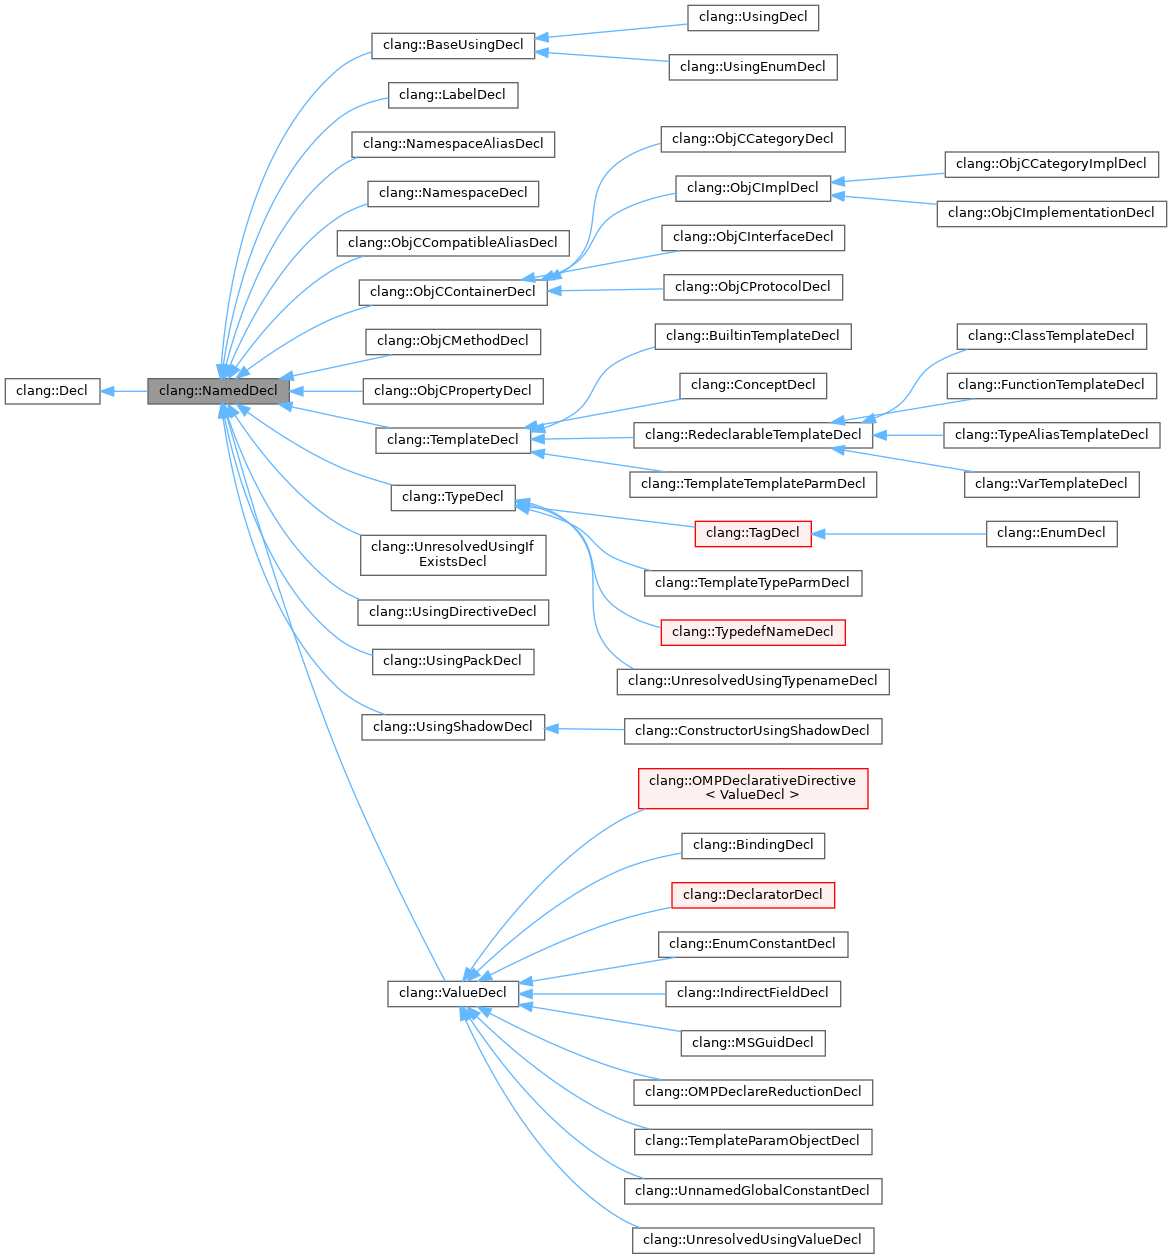 clang::UsingDecl
clang::BaseUsingDecl
clang::UsingEnumDecl
clang::LabelDecl
clang::ObjCCategoryDecl
clang::NamespaceAliasDecl
clang::ObjCCategoryImplDecl
clang::ObjCImplDecl
clang::NamespaceDecl
clang::ObjCImplementationDecl
clang::ObjCInterfaceDecl
clang::ObjCCompatibleAliasDecl
clang::ObjCProtocolDecl
clang::ObjCContainerDecl
clang::BuiltinTemplateDecl
clang::ClassTemplateDecl
clang::ObjCMethodDecl
clang::ConceptDecl
clang::FunctionTemplateDecl
clang::Decl
clang::NamedDecl
clang::ObjCPropertyDecl
clang::RedeclarableTemplateDecl
clang::TypeAliasTemplateDecl
clang::TemplateDecl
clang::TemplateTemplateParmDecl
clang::VarTemplateDecl
clang::TypeDecl
clang::TagDecl
clang::EnumDecl
clang::UnresolvedUsingIf
ExistsDecl
clang::TemplateTypeParmDecl
clang::UsingDirectiveDecl
clang::TypedefNameDecl
clang::UsingPackDecl
clang::UnresolvedUsingTypenameDecl
clang::UsingShadowDecl
clang::ConstructorUsingShadowDecl
clang::OMPDeclarativeDirective
< ValueDecl >
clang::BindingDecl
clang::DeclaratorDecl
clang::EnumConstantDecl
clang::ValueDecl
clang::IndirectFieldDecl
clang::MSGuidDecl
clang::OMPDeclareReductionDecl
clang::TemplateParamObjectDecl
clang::UnnamedGlobalConstantDecl
clang::UnresolvedUsingValueDecl